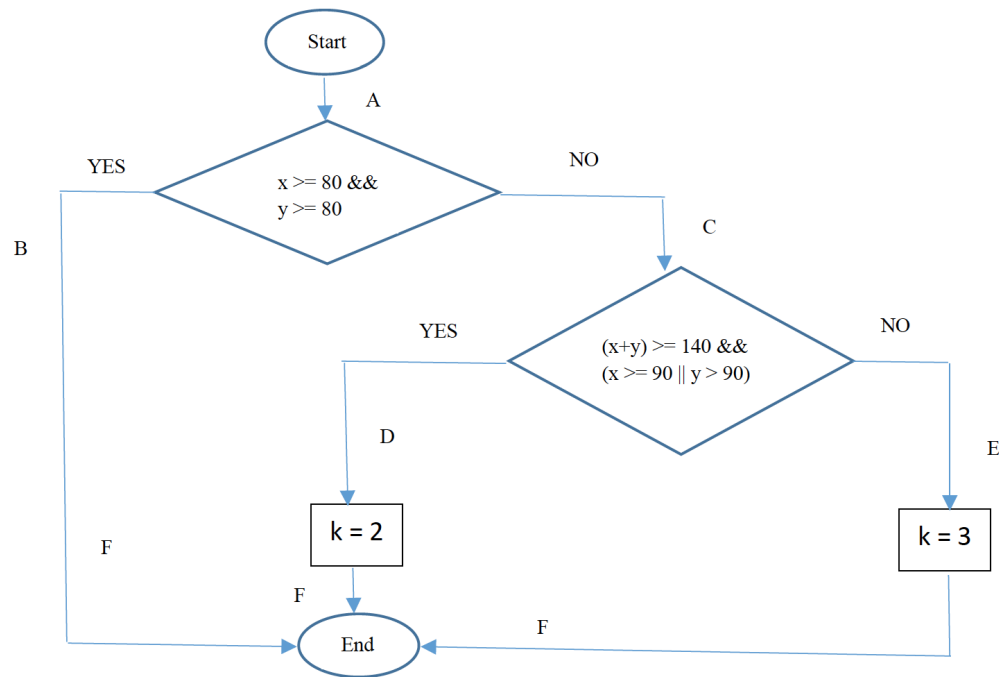 Start
A
YES
NO
x >= 80 &&
y >= 80
B
C
YES
NO
(x+y) >= 140 &&
(x >= 90 || y > 90)
D
E
k = 2
k = 3
F
F
F
End